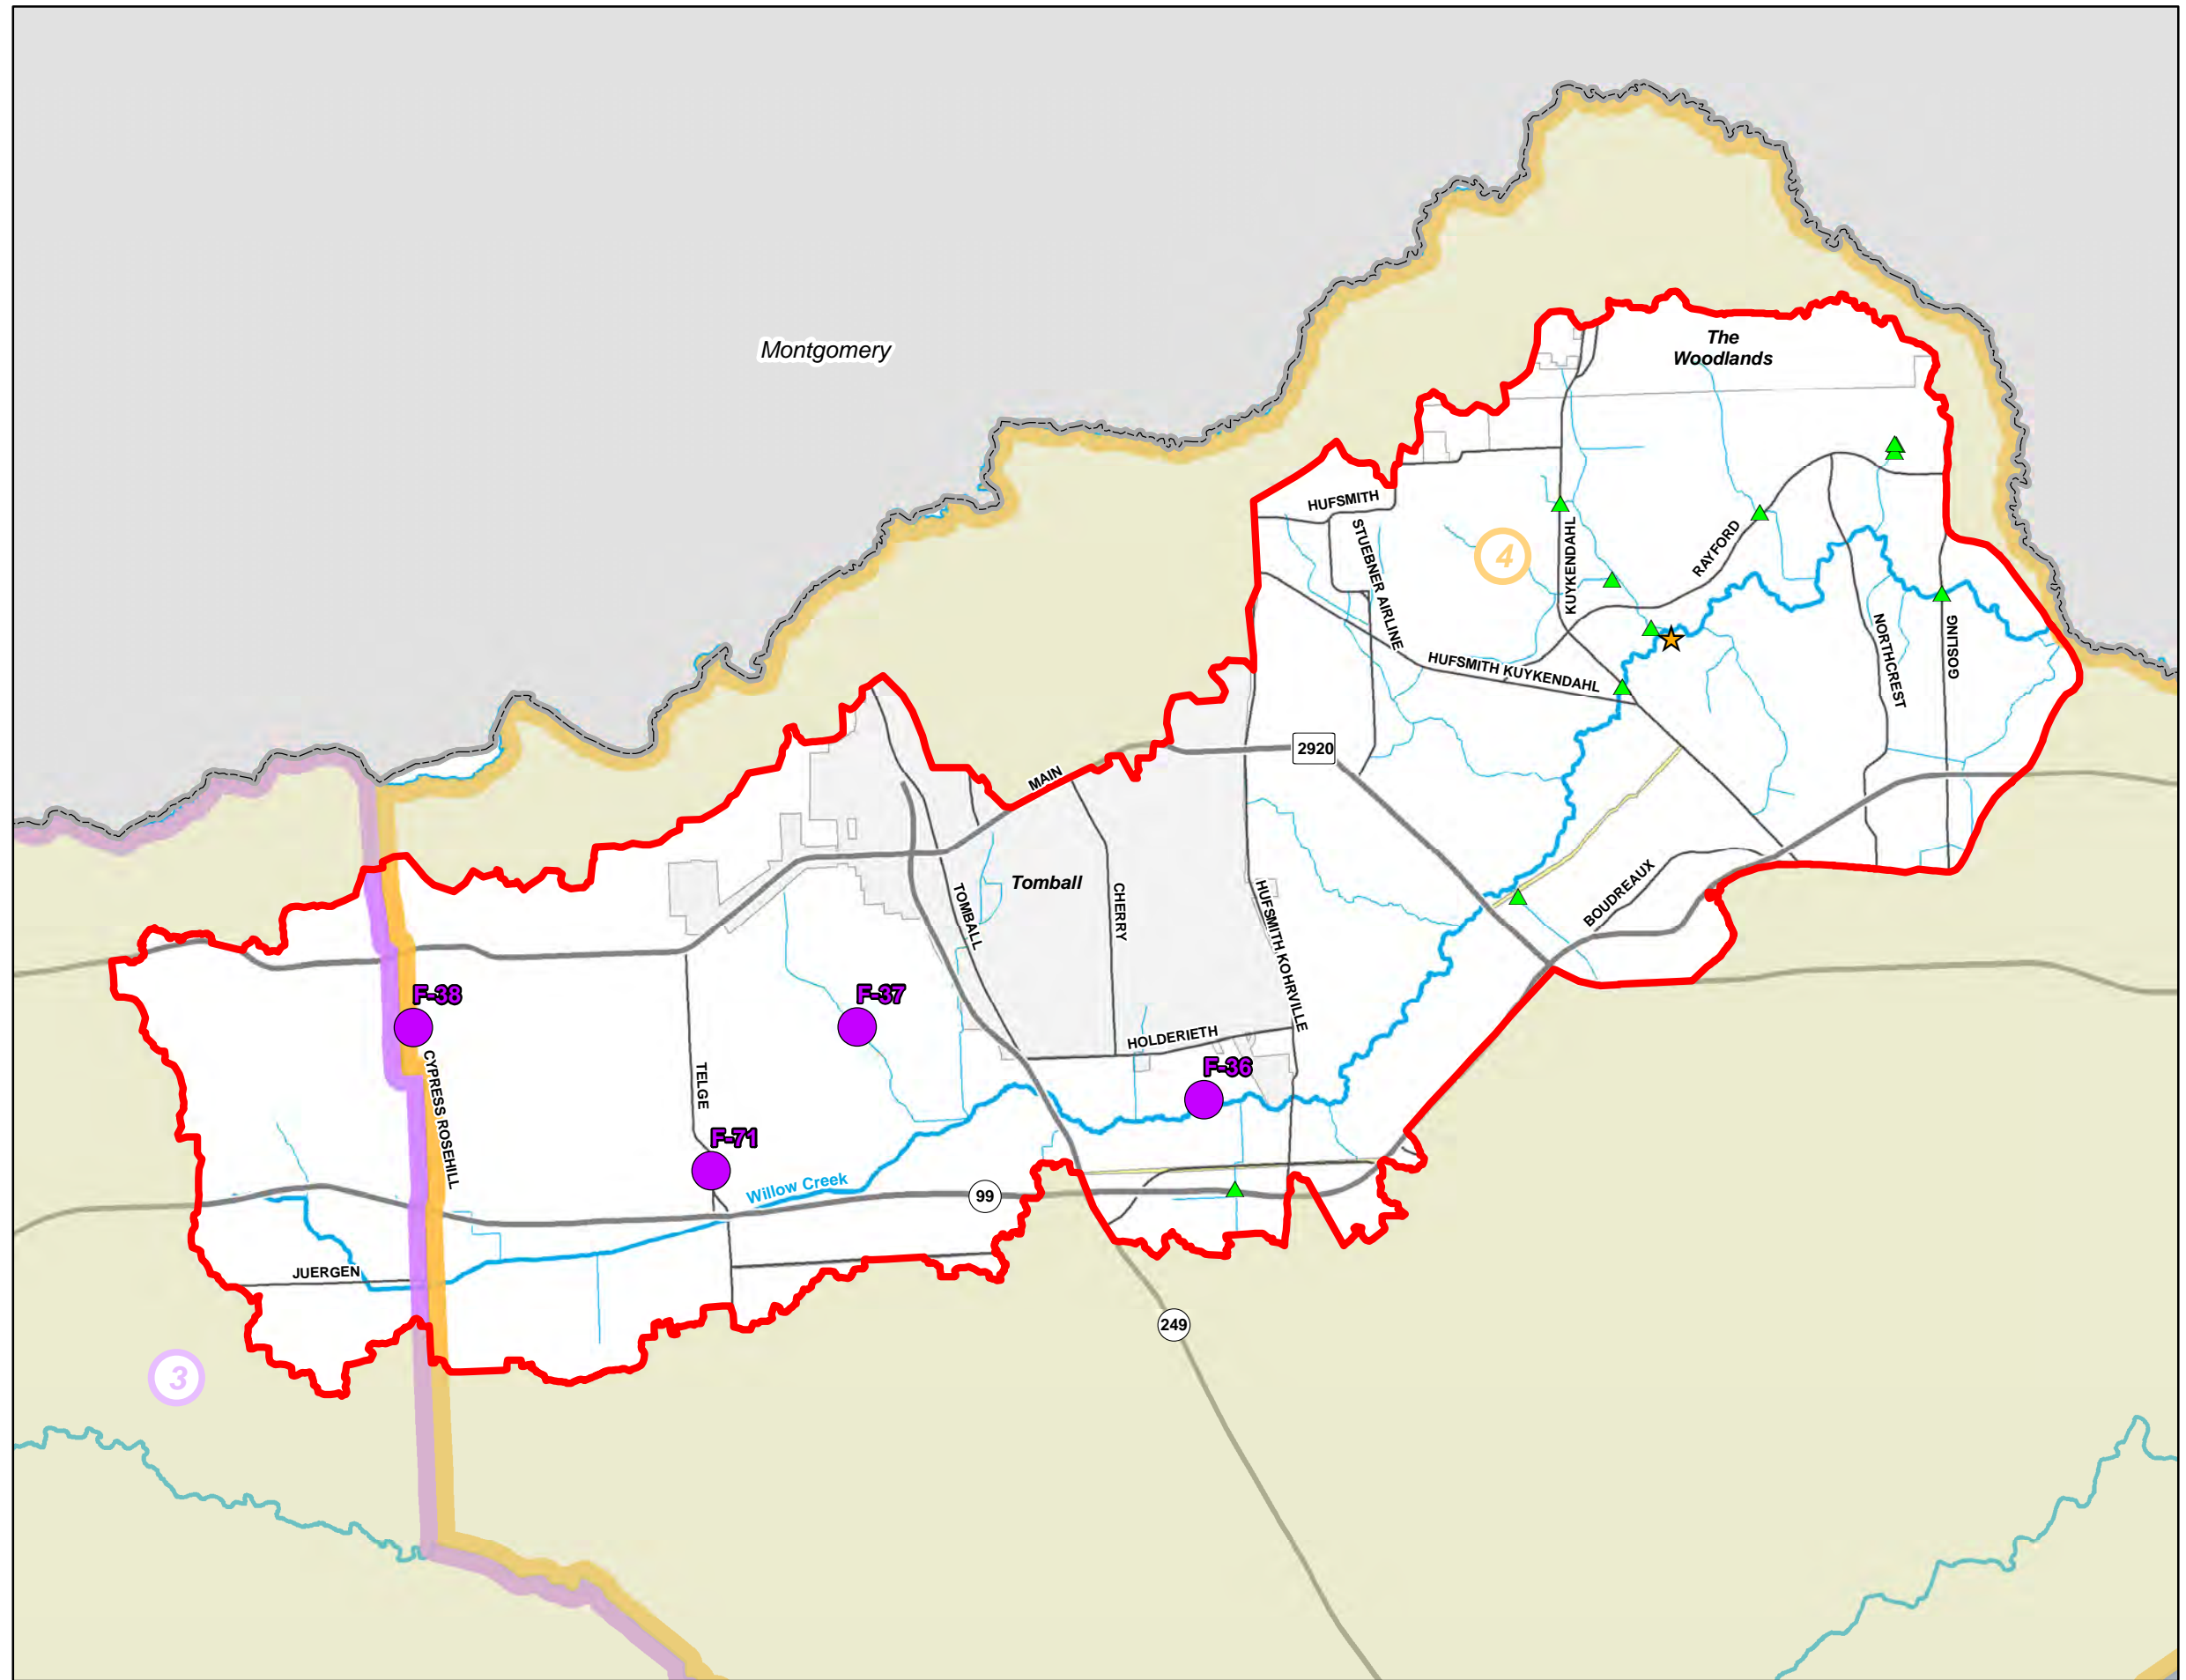 The
Woodlands
Montgomery
HUFSMITH
STUEBNER AIRLINE
4
KUYKENDAHL
RAYFORD
NORTHCREST
GOSLING
HUFSMITH KUYKENDAHL
2920
MAIN
Tomball
TOMBALL
CHERRY
HUFSMITH KOHRVILLE
BOUDREAUX
F-38
F-37
HOLDERIETH
F-36
CYPRESS ROSEHILL
TELGE
F-71
Willow Creek
99
JUERGEN
249
3